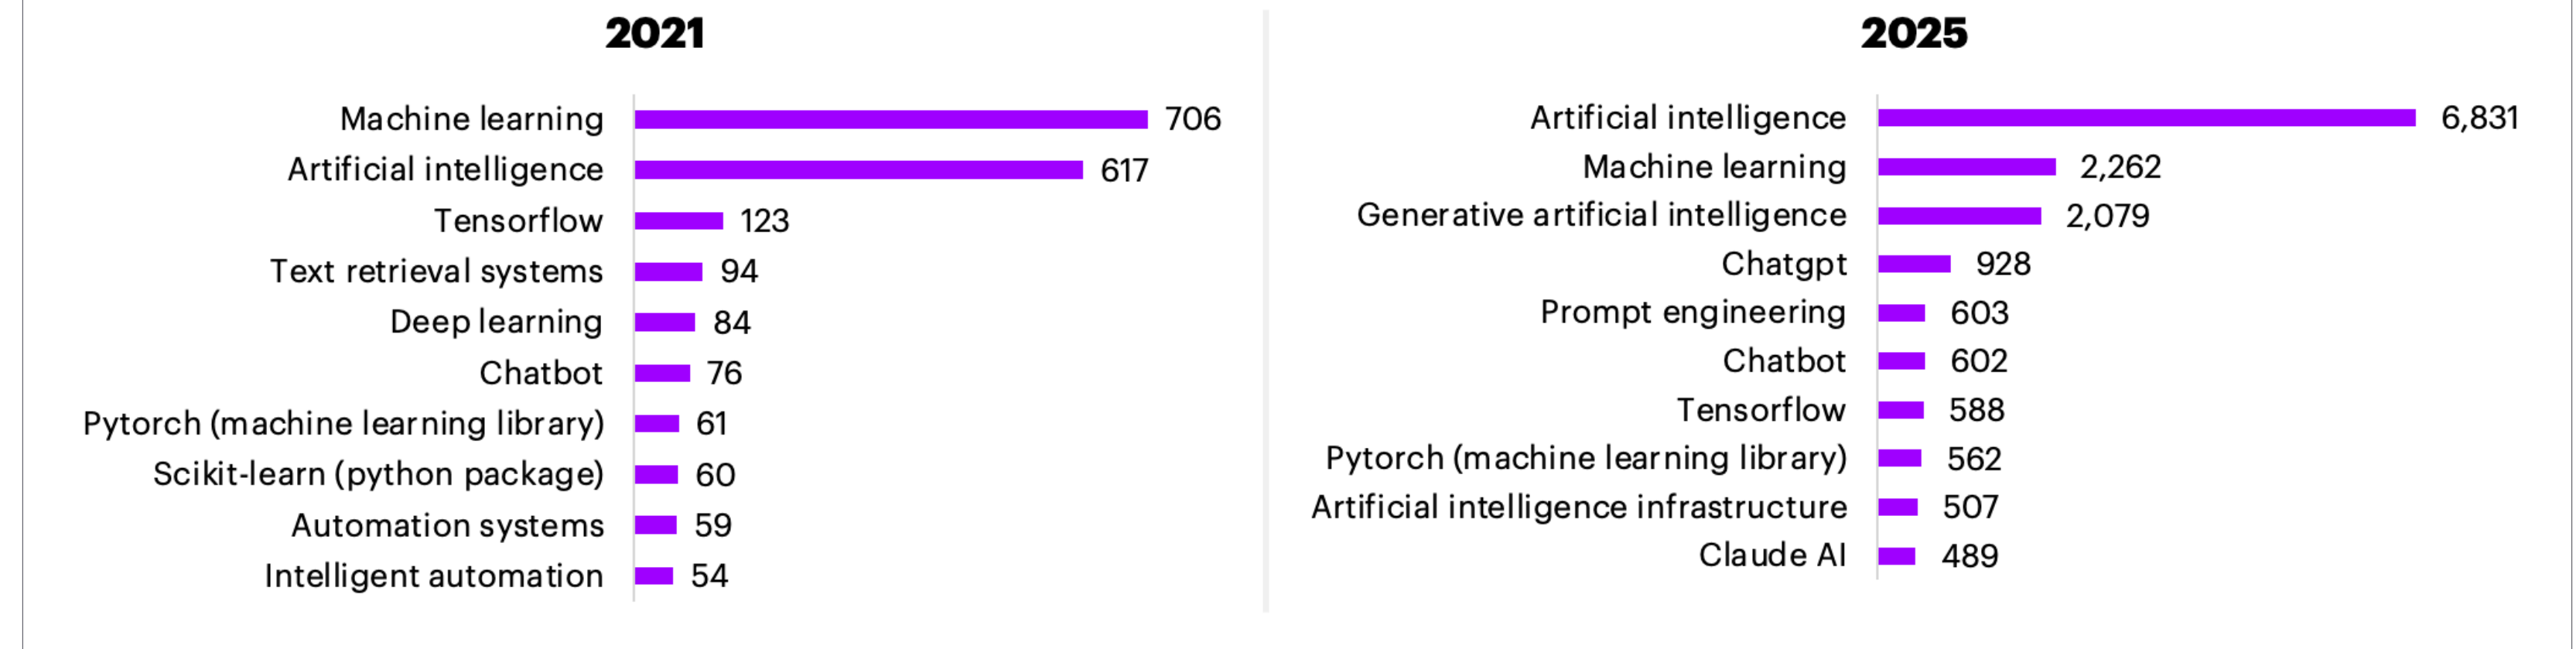 2021
Machine learning 706
Artificial intelligence 617
Tensorflow 123
Text retrieval systems 94
Deep learning 84
Chatbot 76
Pytorch (machine learning library) 61
Scikit-learn (python package) 60
Automation systems 59
Intelligent automation 54
2025
Artificial intelligence 6,831
Machine learning 2,262
Generative artificial intelligence 2,079
Chatgpt 928
Prompt engineering 603
Chatbot 602
Tensorflow 588
Pytorch (machine learning library) 562
Artificial intelligence infrastructure 507
Claude AI 489